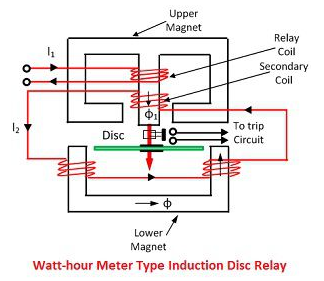 Upper
Magnet
I₁
Relay
Coil
Secondary
Coil
ϕ₁
I₂
Disc
To trip
Circuit
ϕ
Lower
Magnet
Watt-hour Meter Type Induction Disc Relay